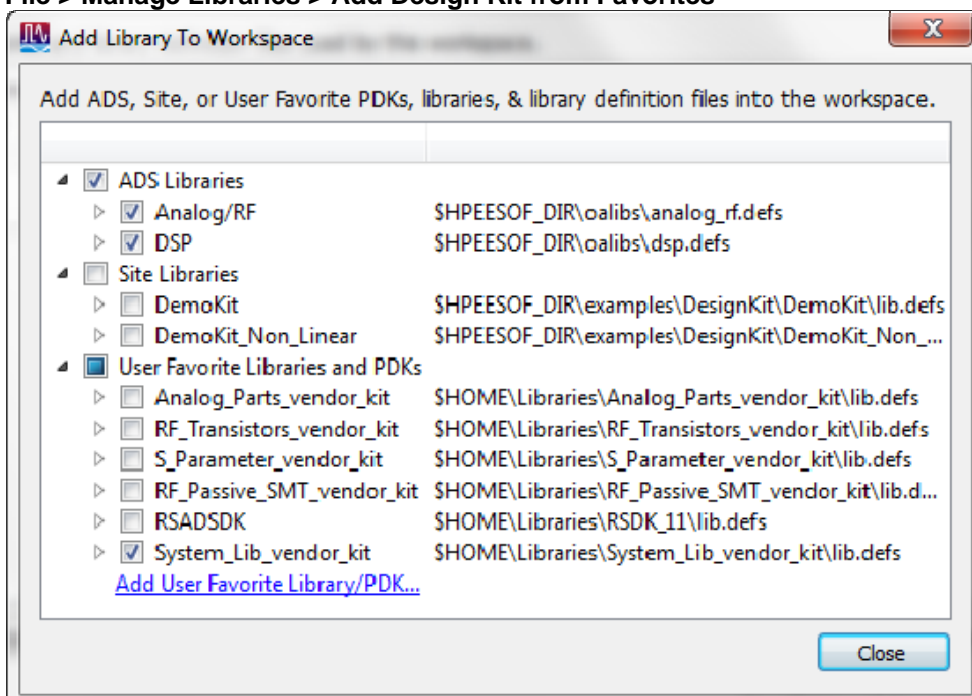 File > Manage Libraries > Add Design Kit from Favorites
Add Library To Workspace
Add ADS, Site, or User Favorite PDKs, libraries, & library definition files into the workspace.
ADS Libraries
Analog/RF $HPEESOF_DIR\oalibs\analog_rf.defs
DSP $HPEESOF_DIR\oalibs\dsp.defs
Site Libraries
DemoKit $HPEESOF_DIR\examples\DesignKit\DemoKit\lib.defs
DemoKit_Non_Linear $HPEESOF_DIR\examples\DesignKit\DemoKit_Non_...
User Favorite Libraries and PDKs
Analog_Parts_vendor_kit $HOME\Libraries\Analog_Parts_vendor_kit\lib.defs
RF_Transistors_vendor_kit $HOME\Libraries\RF_Transistors_vendor_kit\lib.defs
S_Parameter_vendor_kit $HOME\Libraries\S_Parameter_vendor_kit\lib.defs
RF_Passive_SMT_vendor_kit $HOME\Libraries\RF_Passive_SMT_vendor_kit\lib.d...
RSADSDK $HOME\Libraries\RSDK_11\lib.defs
System_Lib_vendor_kit $HOME\Libraries\System_Lib_vendor_kit\lib.defs
Add User Favorite Library/PDK...
Close